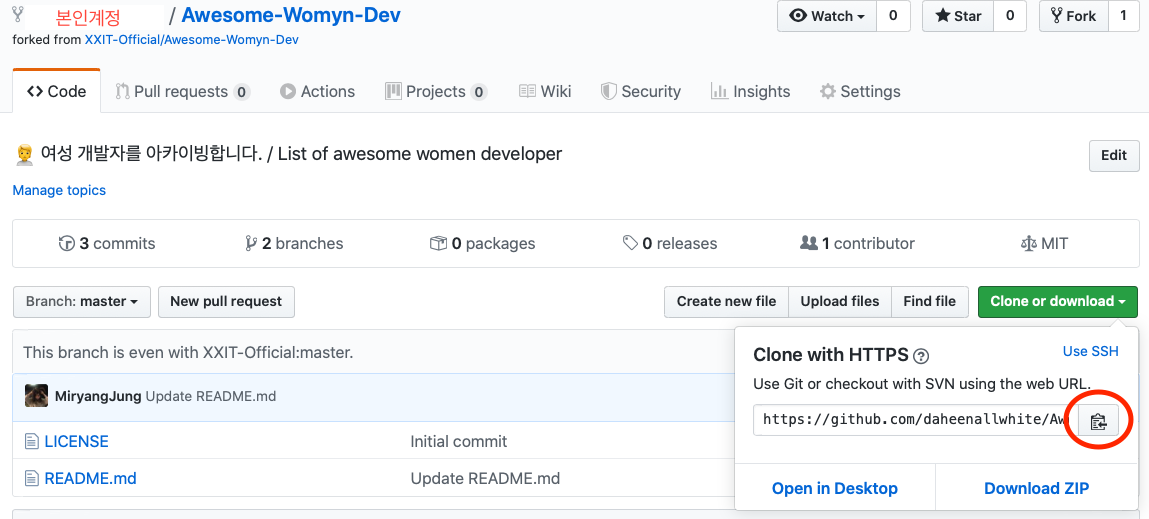 본인계정 / Awesome-Womyn-Dev Watch 0 Star 0 Fork 1
forked from XXIT-Official/Awesome-Womyn-Dev
Code Pull requests 0 Actions Projects 0 Wiki Security Insights Settings
여성 개발자를 아카이빙합니다. / List of awesome women developer Edit
Manage topics
3 commits 2 branches 0 packages 0 releases 1 contributor MIT
Branch: master New pull request Create new file Upload files Find file Clone or download
This branch is even with XXIT-Official:master.
MiryangJung Update README.md
LICENSE Initial commit
README.md Update README.md
Clone with HTTPS ? Use SSH
Use Git or checkout with SVN using the web URL.
https://github.com/daheenallwhite/Aw
Open in Desktop Download ZIP